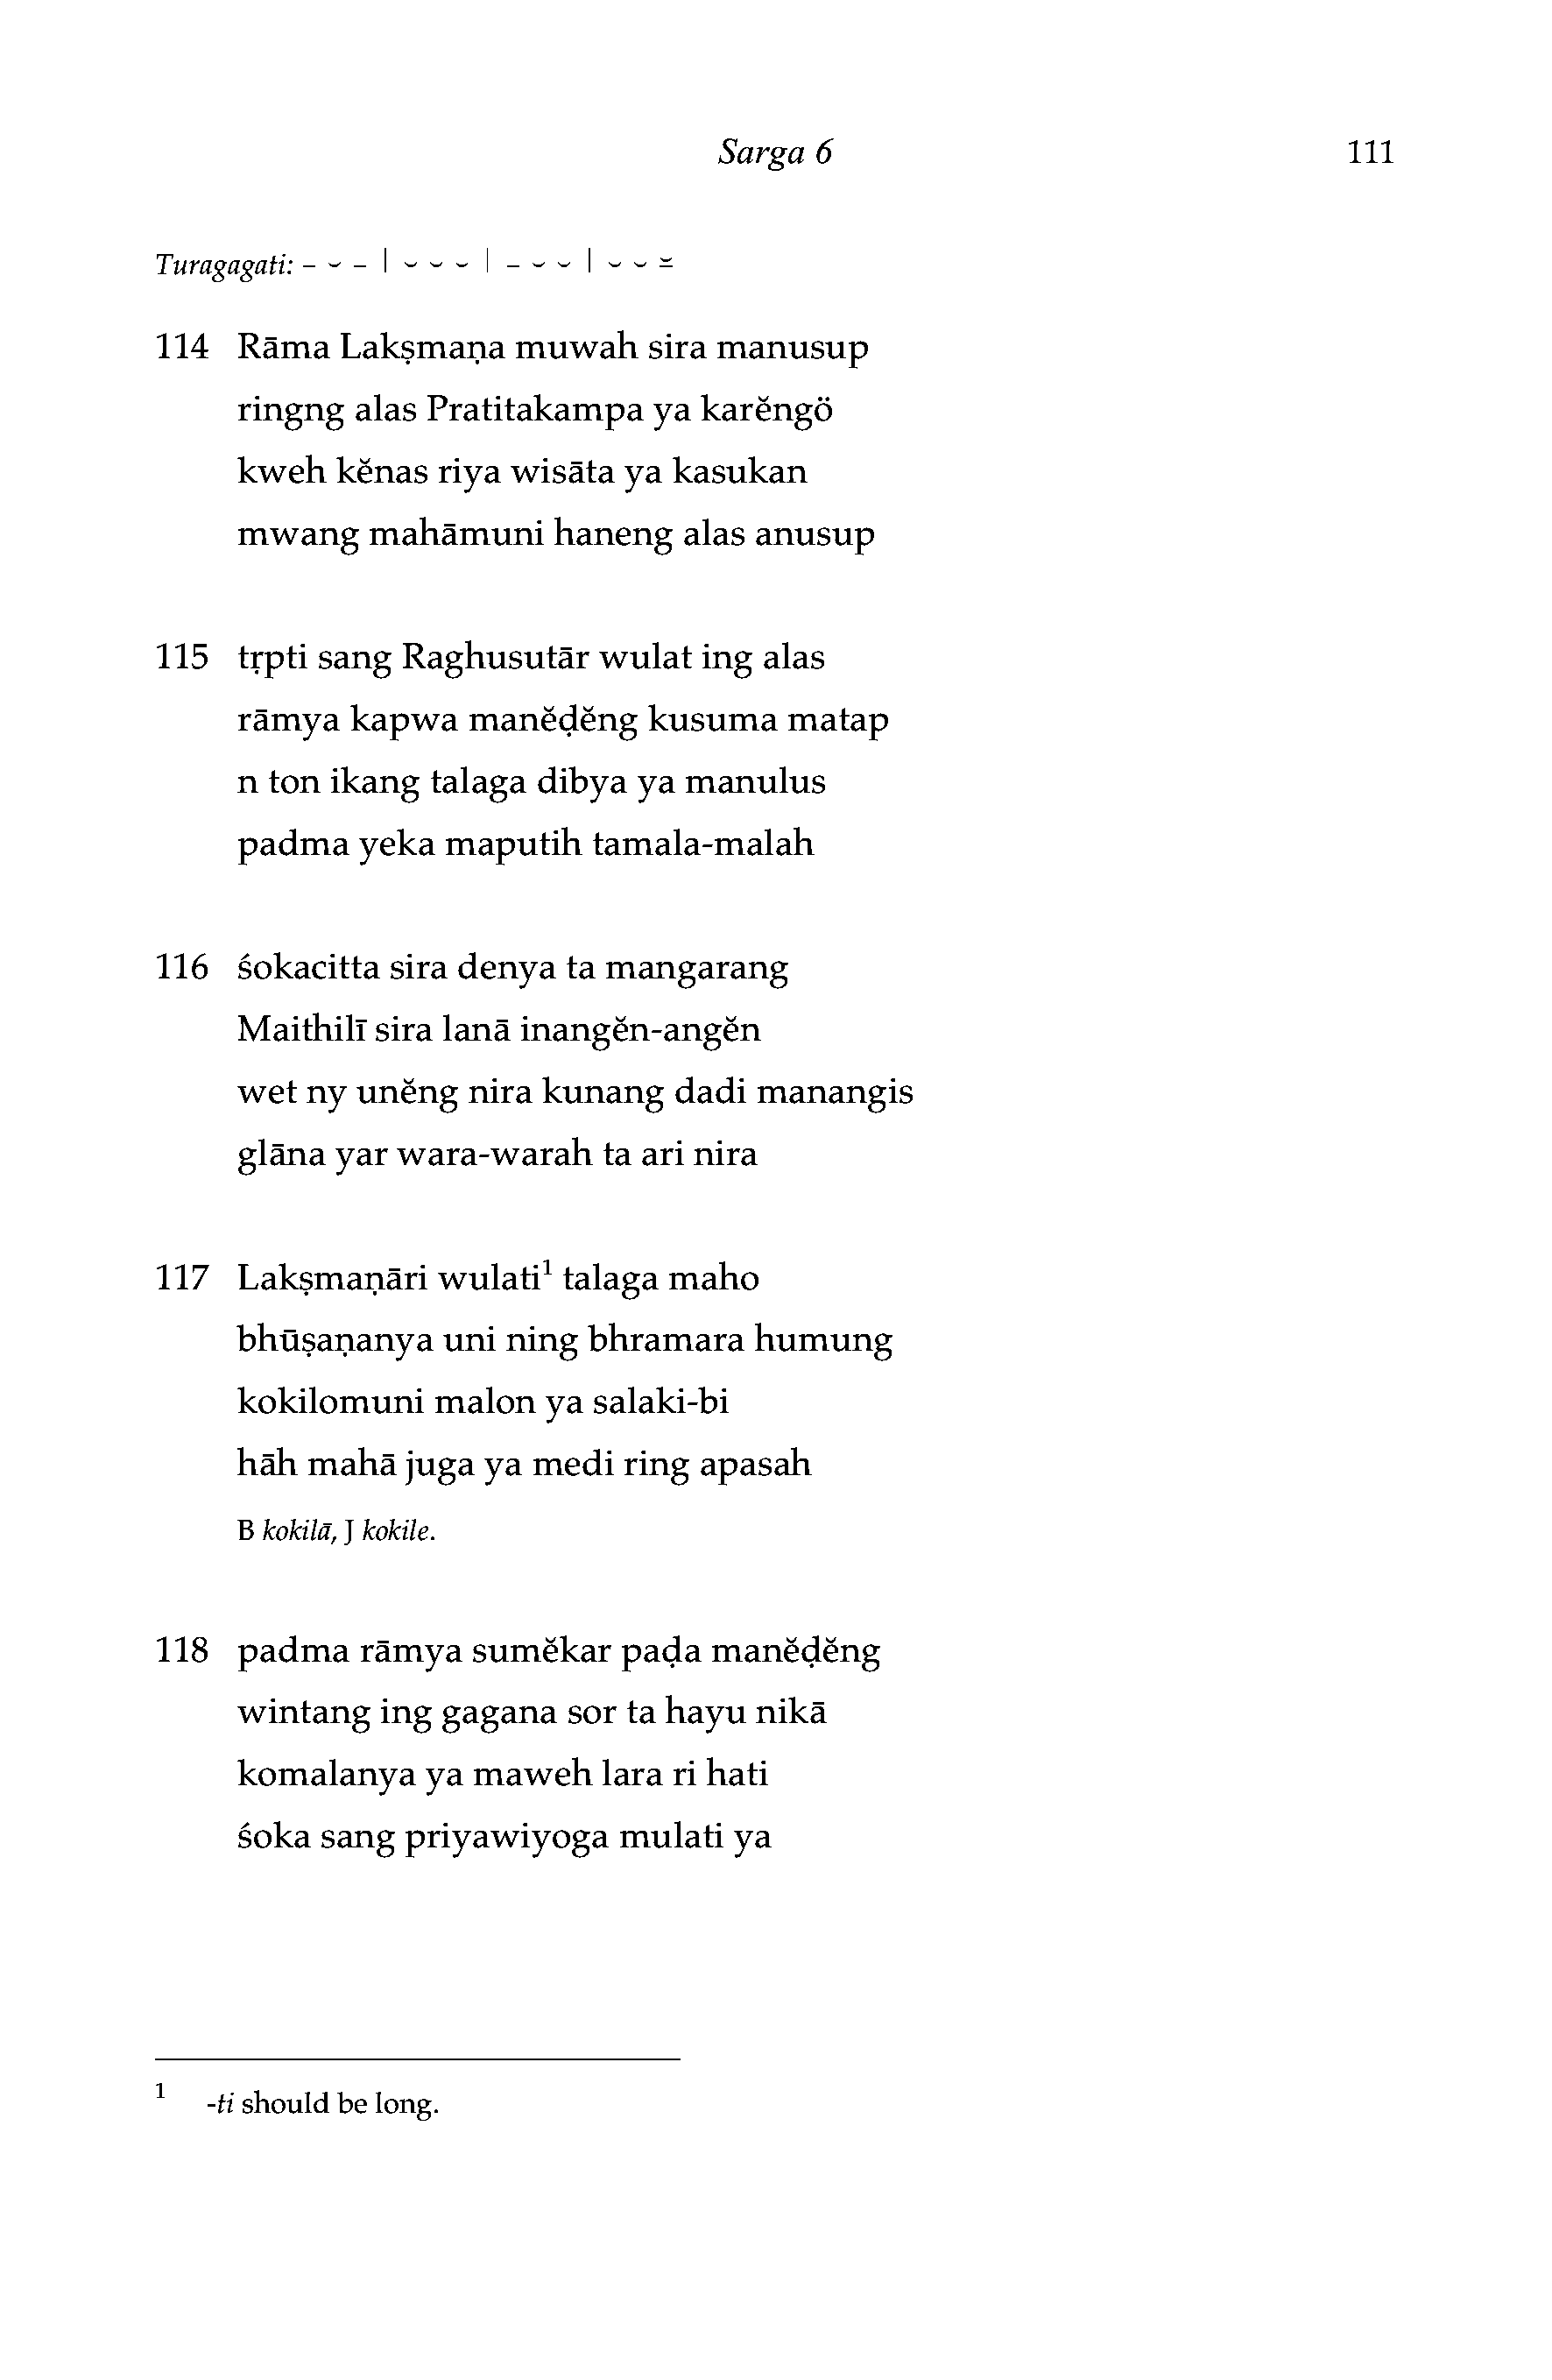 Sarga 6 111
Turagagati: – ⏑ – | ⏑ ⏑ ⏑ | – ⏑ ⏑ | ⏑ ⏑ ⏓
114 Rāma Lakṣmaṇa muwah sira manusup
ringng alas Pratitakampa ya karĕngö
kweh kĕnas riya wisāta ya kasukan
mwang mahāmuni haneng alas anusup
115 tṛpti sang Raghusutār wulat ing alas
rāmya kapwa manĕḍĕng kusuma matap
n ton ikang talaga dibya ya manulus
padma yeka maputih tamala-malah
116 śokacitta sira denya ta mangarang
Maithilī sira lanā inangĕn-angĕn
wet ny unĕng nira kunang dadi manangis
glāna yar wara-warah ta ari nira
117 Lakṣmaṇāri wulati¹ talaga maho
bhūṣaṇanya uni ning bhramara humung
kokilomuni malon ya salaki-bi
hāh mahā juga ya medi ring apasah
B kokilā, J kokile.
118 padma rāmya sumĕkar paḍa manĕḍĕng
wintang ing gagana sor ta hayu nikā
komalanya ya maweh lara ri hati
śoka sang priyawiyoga mulati ya
1 -ti should be long.